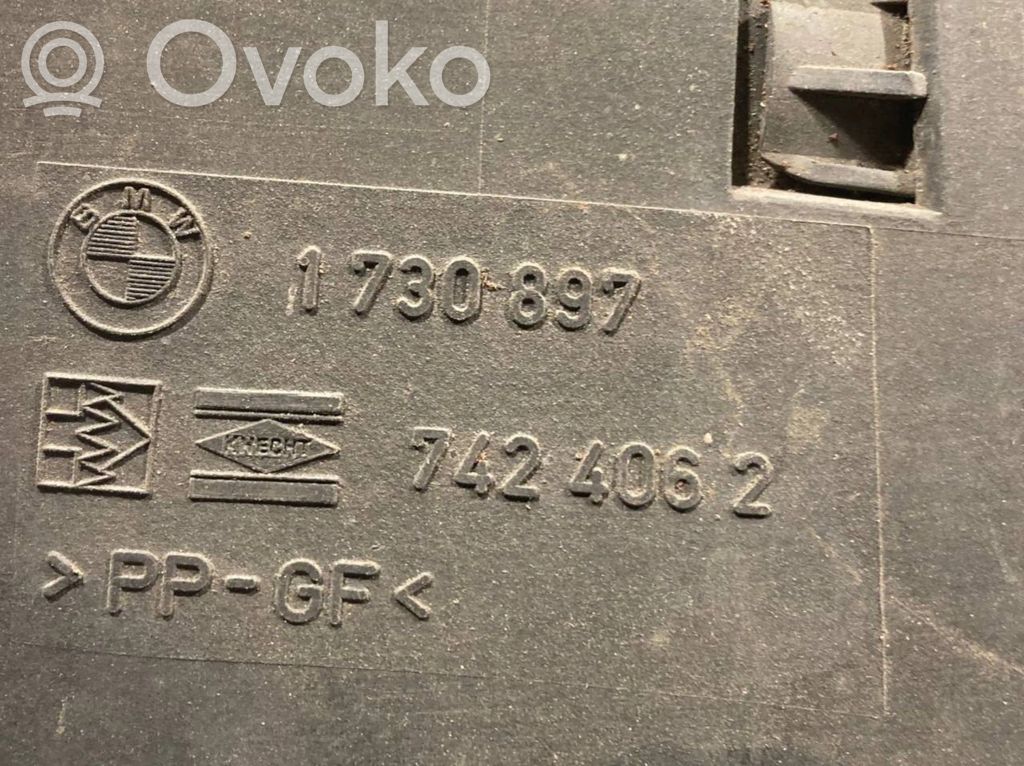 Ovoko
BMW
1 730 897
KNECHT
742 406 2
>PP-GF<